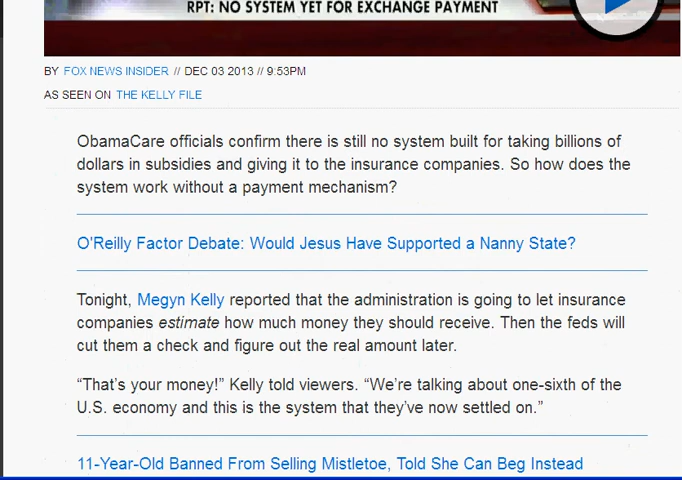 RPT: NO SYSTEM YET FOR EXCHANGE PAYMENT
BY FOX NEWS INSIDER // DEC 03 2013 // 9:53PM
AS SEEN ON THE KELLY FILE
ObamaCare officials confirm there is still no system built for taking billions of
dollars in subsidies and giving it to the insurance companies. So how does the
system work without a payment mechanism?
O'Reilly Factor Debate: Would Jesus Have Supported a Nanny State?
Tonight, Megyn Kelly reported that the administration is going to let insurance
companies estimate how much money they should receive. Then the feds will
cut them a check and figure out the real amount later.
“That’s your money!” Kelly told viewers. “We’re talking about one-sixth of the
U.S. economy and this is the system that they’ve now settled on.”
11-Year-Old Banned From Selling Mistletoe, Told She Can Beg Instead